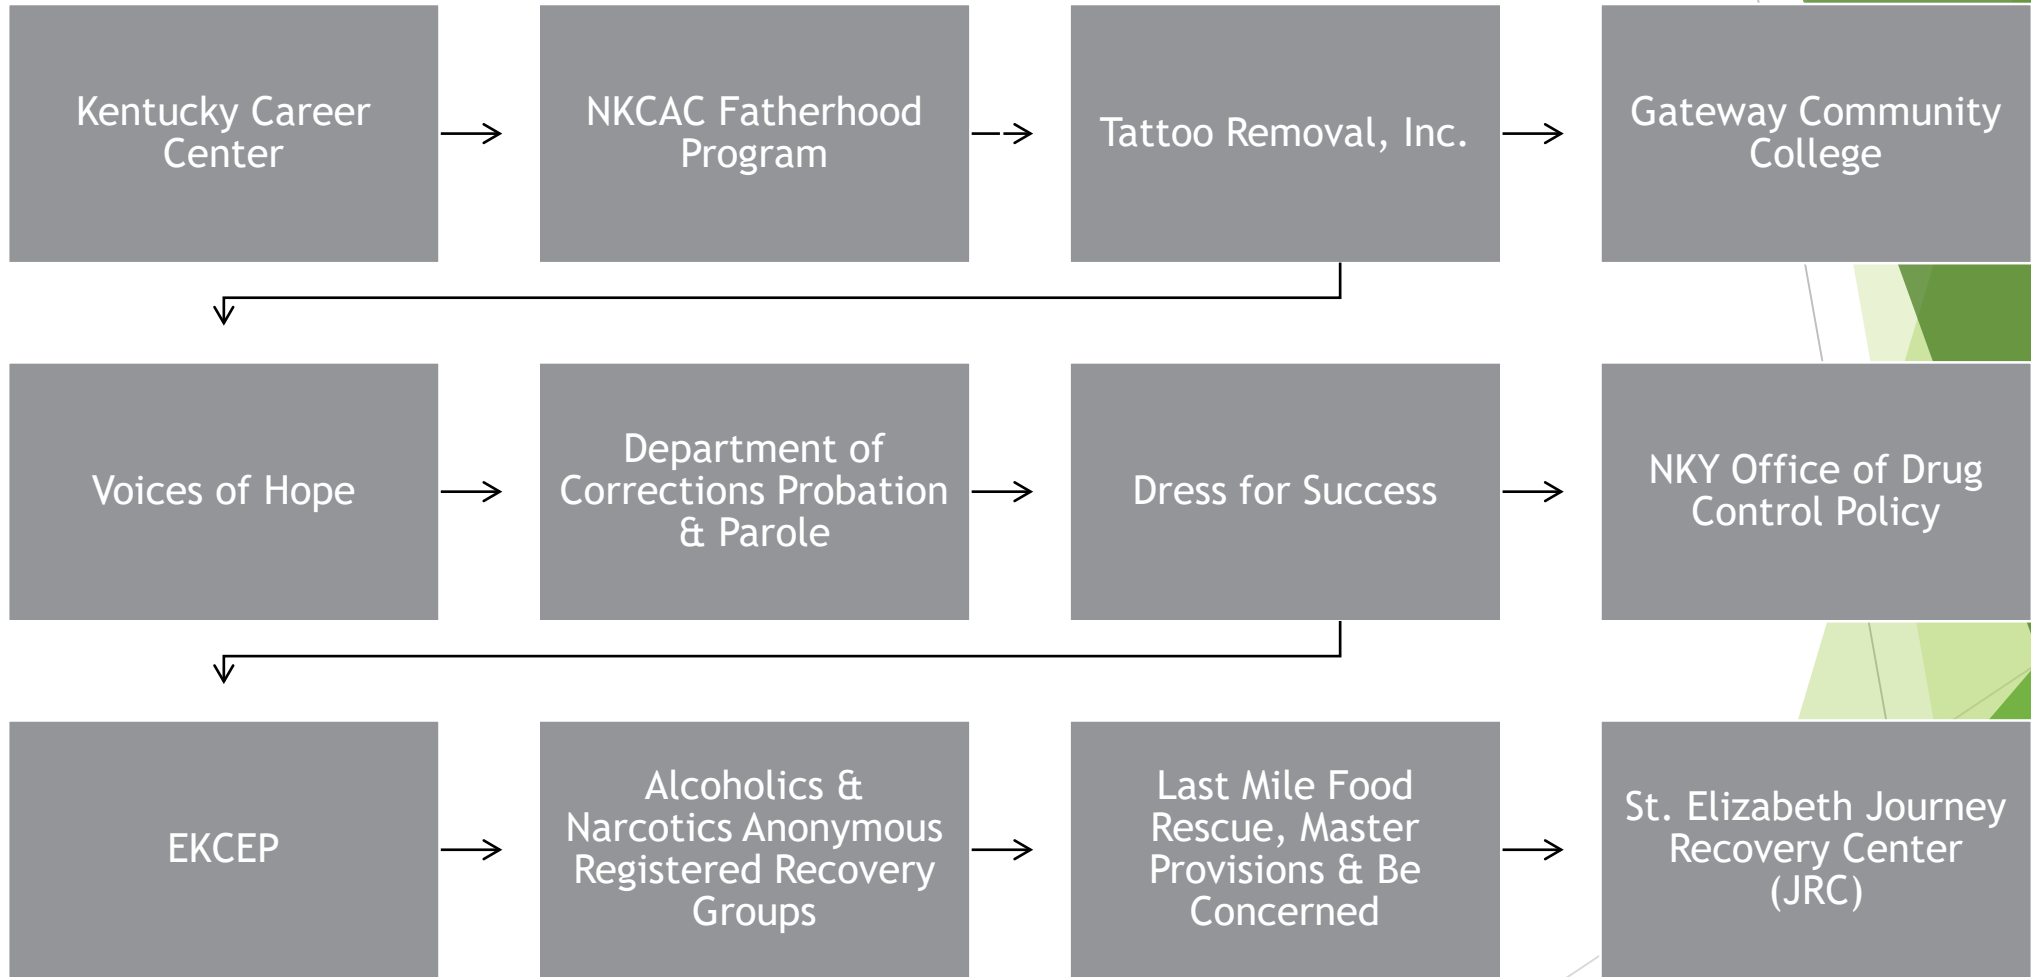 Kentucky Career
Center
NKCAC Fatherhood
Program
Tattoo Removal, Inc.
Gateway Community
College
Voices of Hope
Department of
Corrections Probation
& Parole
Dress for Success
NKY Office of Drug
Control Policy
EKCEP
Alcoholics &
Narcotics Anonymous
Registered Recovery
Groups
Last Mile Food
Rescue, Master
Provisions & Be
Concerned
St. Elizabeth Journey
Recovery Center
(JRC)